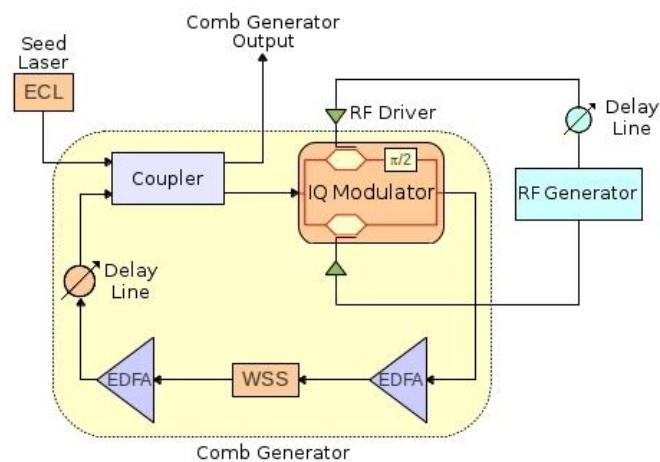 Comb Generator
Output
Seed
Laser
ECL
RF Driver
Delay
Line
Coupler
π/2
IQ Modulator
RF Generator
Delay
Line
EDFA
WSS
EDFA
Comb Generator